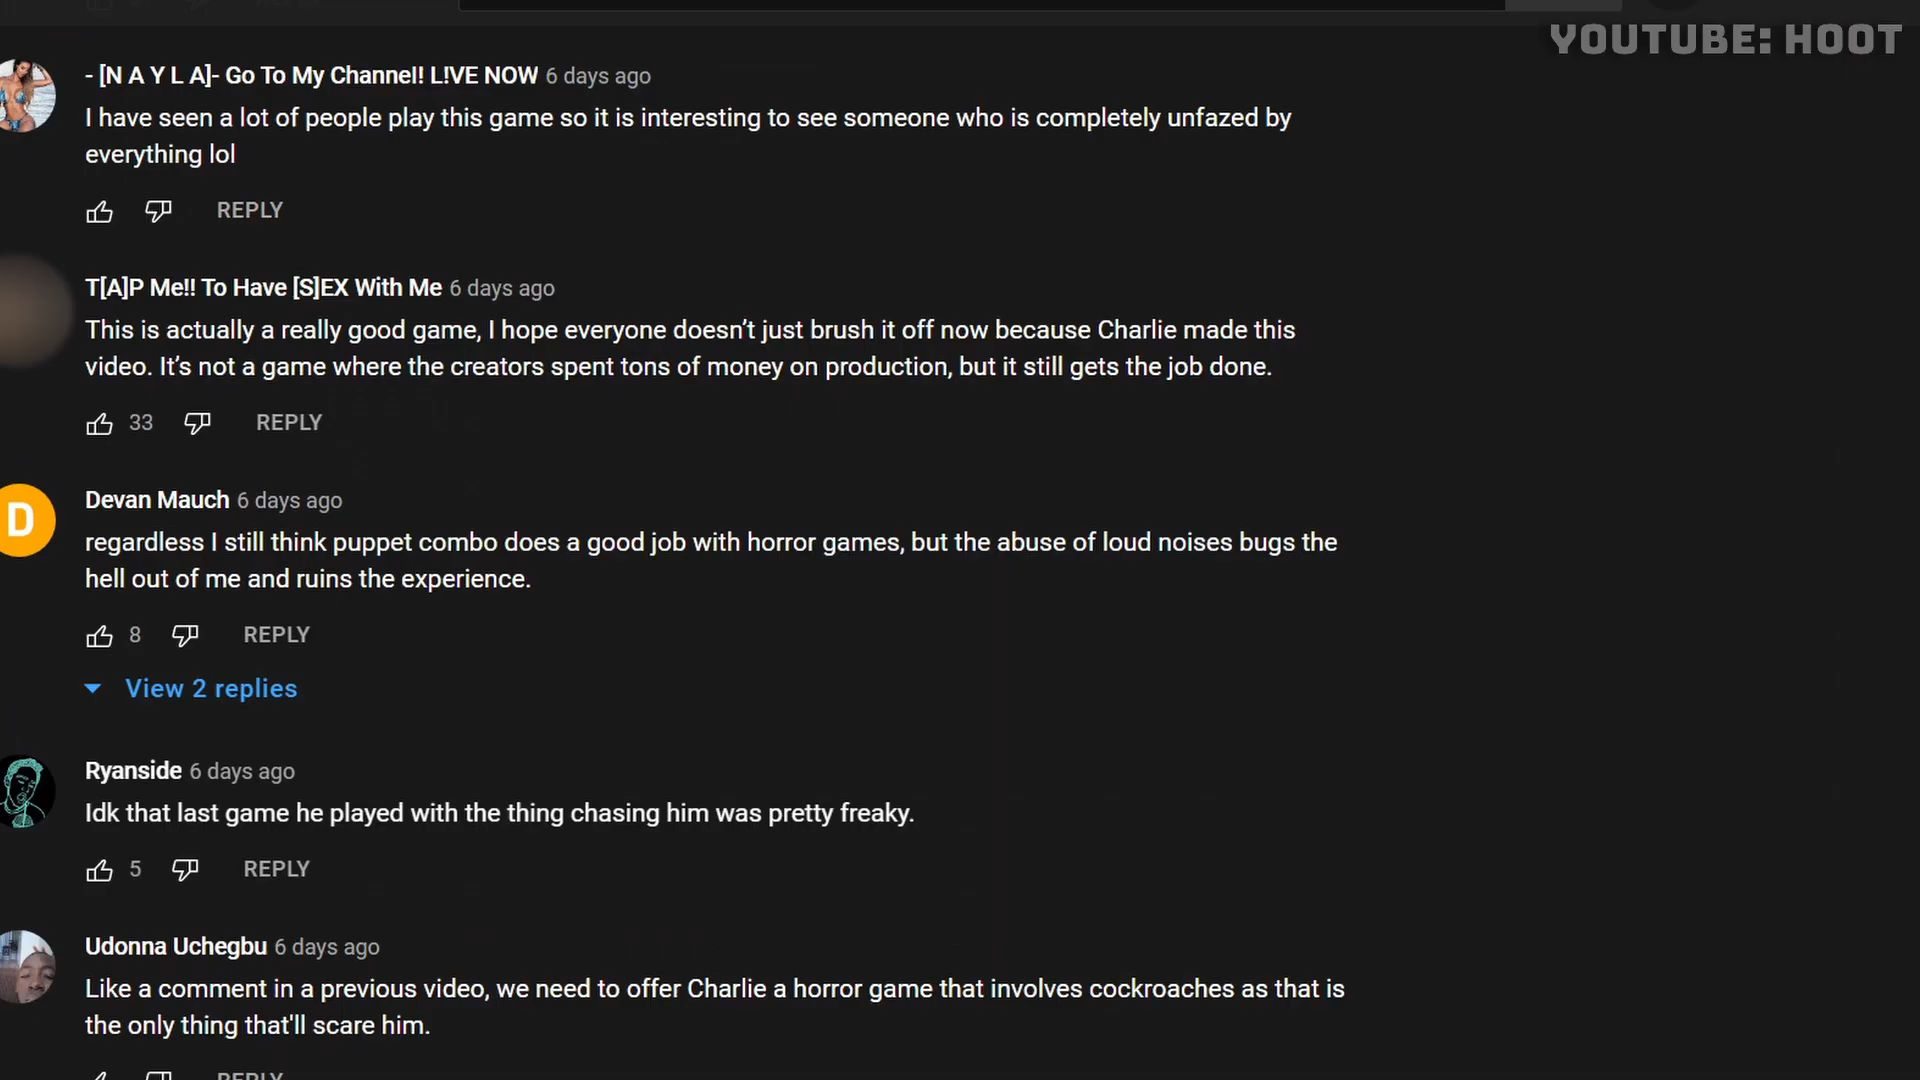 YOUTUBE: HOOT
- [N A Y L A]- Go To My Channel! L!VE NOW 6 days ago
I have seen a lot of people play this game so it is interesting to see someone who is completely unfazed by
everything lol
REPLY
T[A]P Me!! To Have [S]EX With Me 6 days ago
This is actually a really good game, I hope everyone doesn’t just brush it off now because Charlie made this
video. It’s not a game where the creators spent tons of money on production, but it still gets the job done.
33 REPLY
D
Devan Mauch 6 days ago
regardless I still think puppet combo does a good job with horror games, but the abuse of loud noises bugs the
hell out of me and ruins the experience.
8 REPLY
View 2 replies
Ryanside 6 days ago
Idk that last game he played with the thing chasing him was pretty freaky.
5 REPLY
Udonna Uchegbu 6 days ago
Like a comment in a previous video, we need to offer Charlie a horror game that involves cockroaches as that is
the only thing that'll scare him.
REPLY